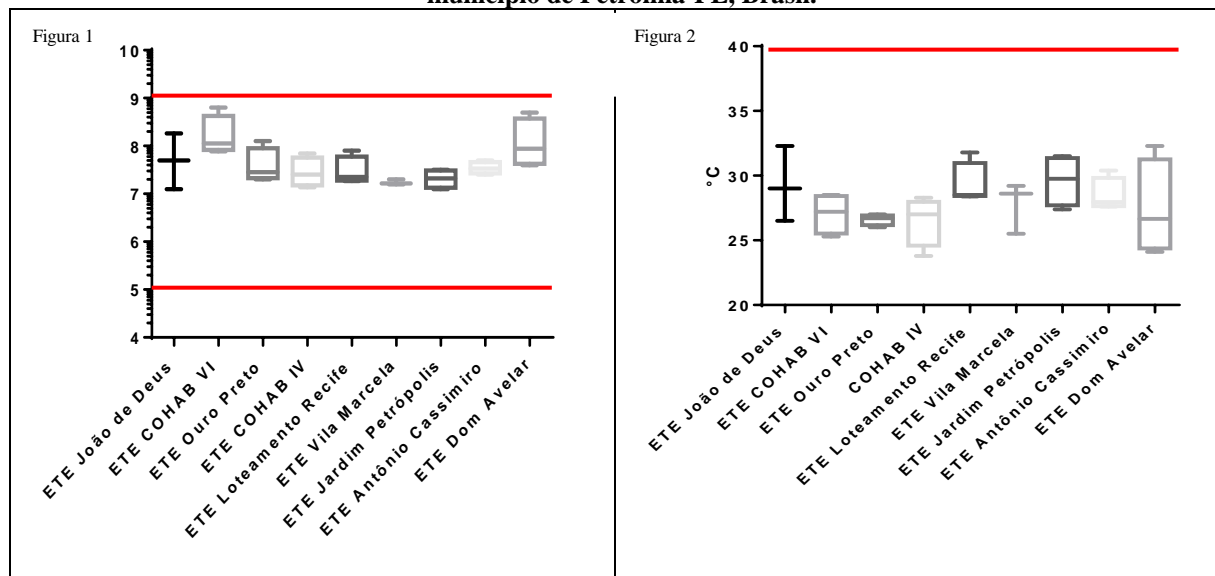 município de Petrolina-PE, Brasil.
Figura 1
10
9
8
7
6
5
4
ETE João de Deus
ETE COHAB VI
ETE Ouro Preto
ETE COHAB IV
ETE Loteamento Recife
ETE Vila Marcela
ETE Jardim Petrópolis
ETE Antônio Cassimiro
ETE Dom Avelar
Figura 2
°C
40
35
30
25
20
ETE João de Deus
ETE COHAB VI
ETE Ouro Preto
COHAB IV
ETE Loteamento Recife
ETE Vila Marcela
ETE Jardim Petrópolis
ETE Antônio Cassimiro
ETE Dom Avelar